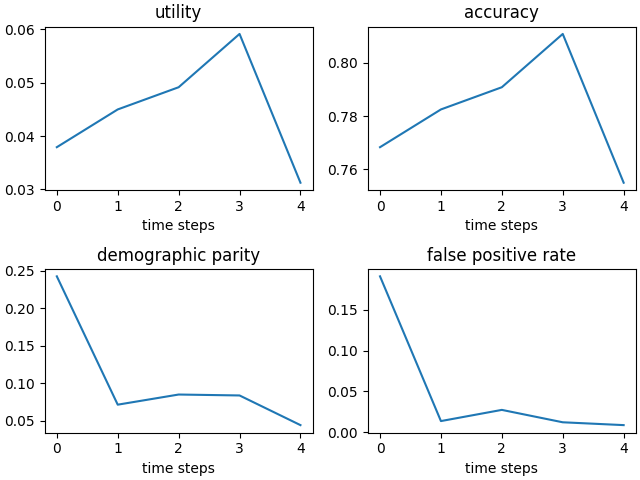 utility
accuracy
0.06
0.05
0.04
0.03
0 1 2 3 4
time steps
0.80
0.78
0.76
0 1 2 3 4
time steps
demographic parity
false positive rate
0.25
0.20
0.15
0.10
0.05
0 1 2 3 4
time steps
0.15
0.10
0.05
0.00
0 1 2 3 4
time steps